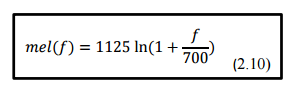 mel(f) = 1125 ln(1 + f/700)
(2.10)